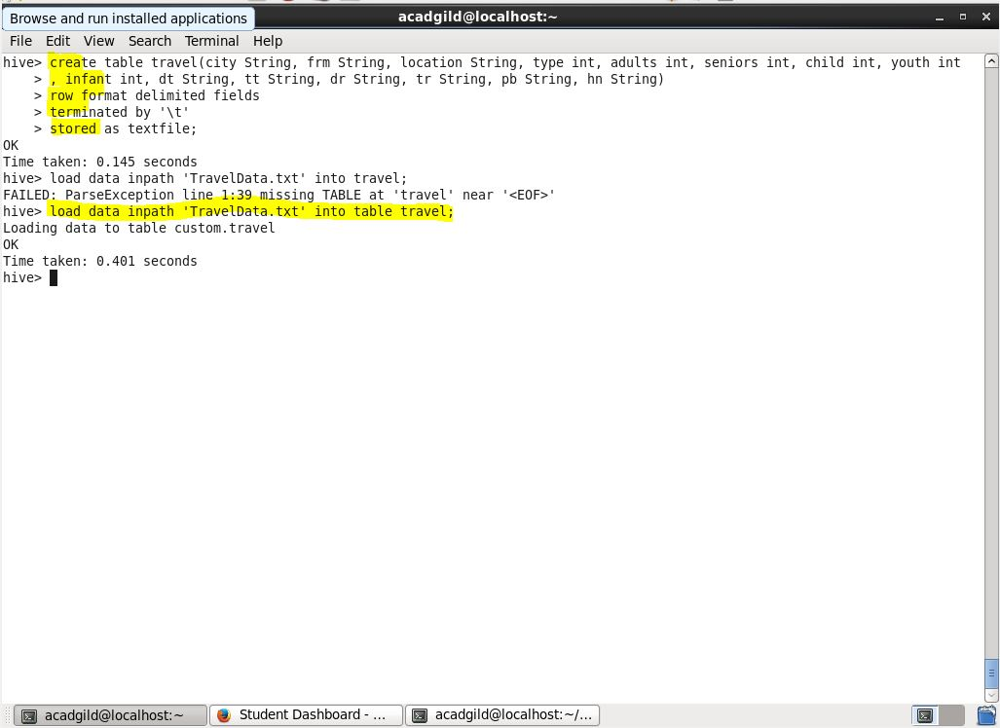 Browse and run installed applications
acadgild@localhost:~
File Edit View Search Terminal Help
hive> create table travel(city String, frm String, location String, type int, adults int, seniors int, child int, youth int
    > , infant int, dt String, tt String, dr String, tr String, pb String, hn String)
    > row format delimited fields
    > terminated by '\t'
    > stored as textfile;
OK
Time taken: 0.145 seconds
hive> load data inpath 'TravelData.txt' into travel;
FAILED: ParseException line 1:39 missing TABLE at 'travel' near '<EOF>'
hive> load data inpath 'TravelData.txt' into table travel;
Loading data to table custom.travel
OK
Time taken: 0.401 seconds
hive>
acadgild@localhost:~ Student Dashboard - ... acadgild@localhost:~/...